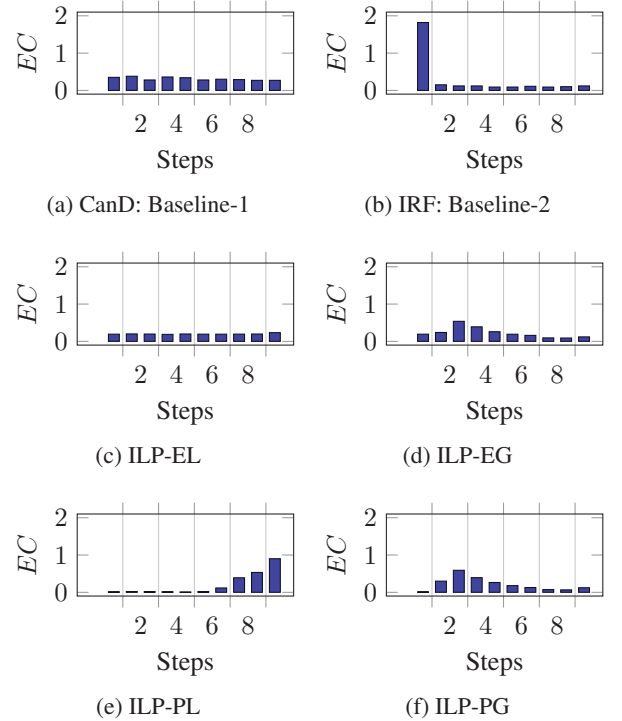 2
1
0
EC
2 4 6 8
Steps
(a) CanD: Baseline-1
2
1
0
EC
2 4 6 8
Steps
(b) IRF: Baseline-2
2
1
0
EC
2 4 6 8
Steps
(c) ILP-EL
2
1
0
EC
2 4 6 8
Steps
(d) ILP-EG
2
1
0
EC
2 4 6 8
Steps
(e) ILP-PL
2
1
0
EC
2 4 6 8
Steps
(f) ILP-PG